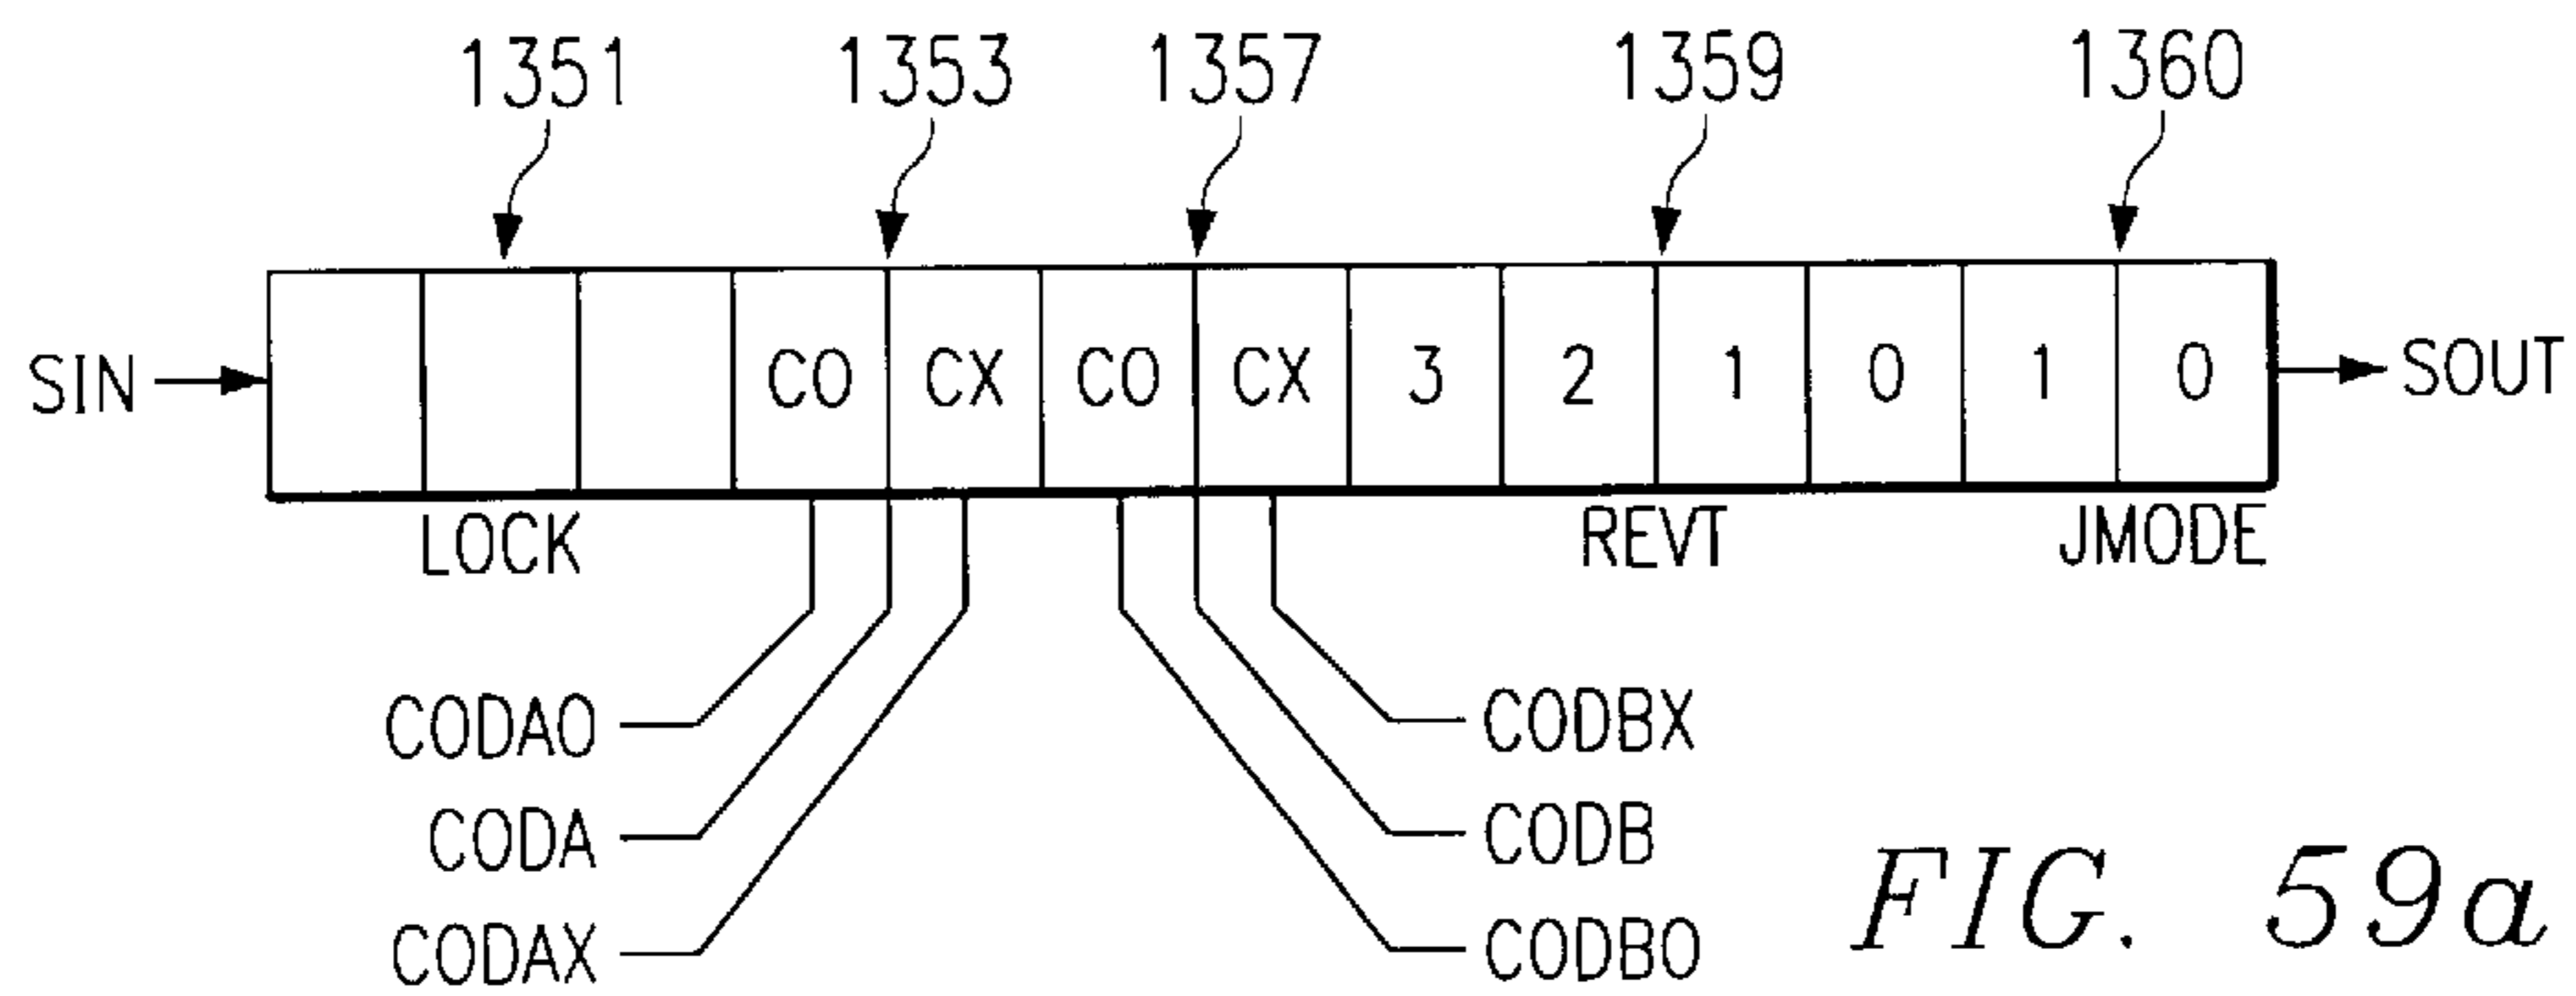 1351 1353 1357 1359 1360
SIN CO CX CO CX 3 2 1 0 1 0 SOUT
LOCK REVT JMODE
CODAO CODBX
CODA CODB
CODAX CODBO
FIG. 59a